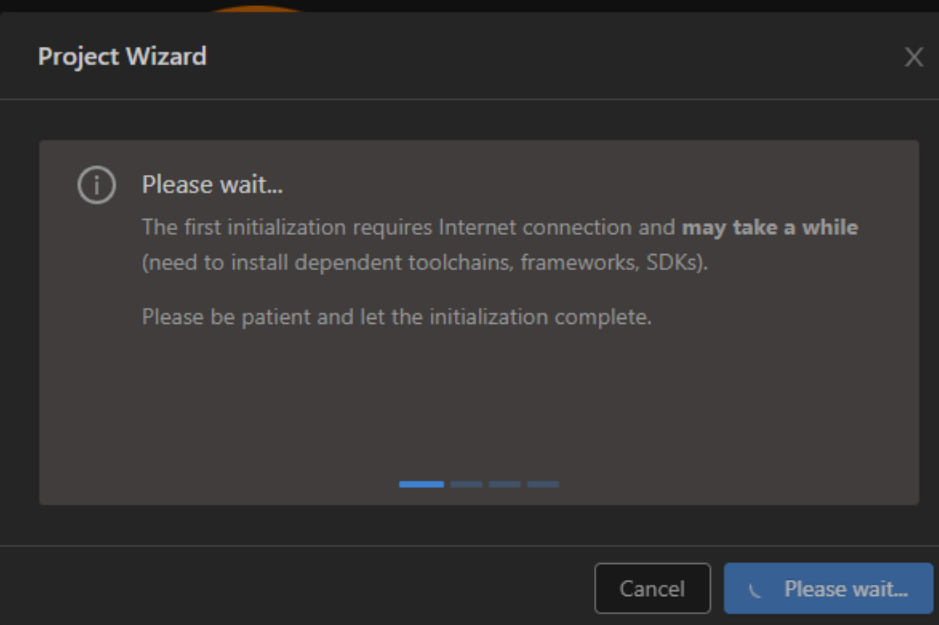 Project Wizard
Please wait...
The first initialization requires Internet connection and may take a while
(need to install dependent toolchains, frameworks, SDKs).
Please be patient and let the initialization complete.
Cancel
Please wait...